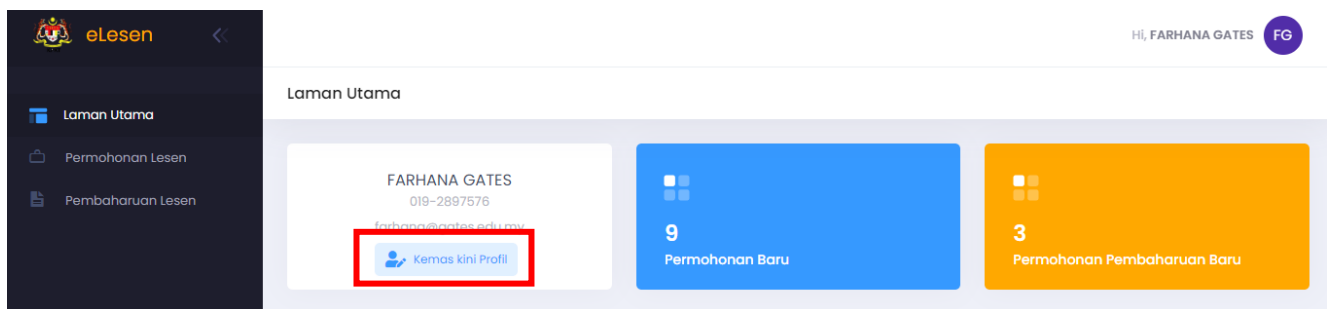 eLesen
Hi, FARHANA GATES FG
Laman Utama
Laman Utama
Permohonan Lesen
Pembaharuan Lesen
FARHANA GATES
019-2897576
farhana@gates.edu.my
Kemas kini Profil
9
Permohonan Baru
3
Permohonan Pembaharuan Baru